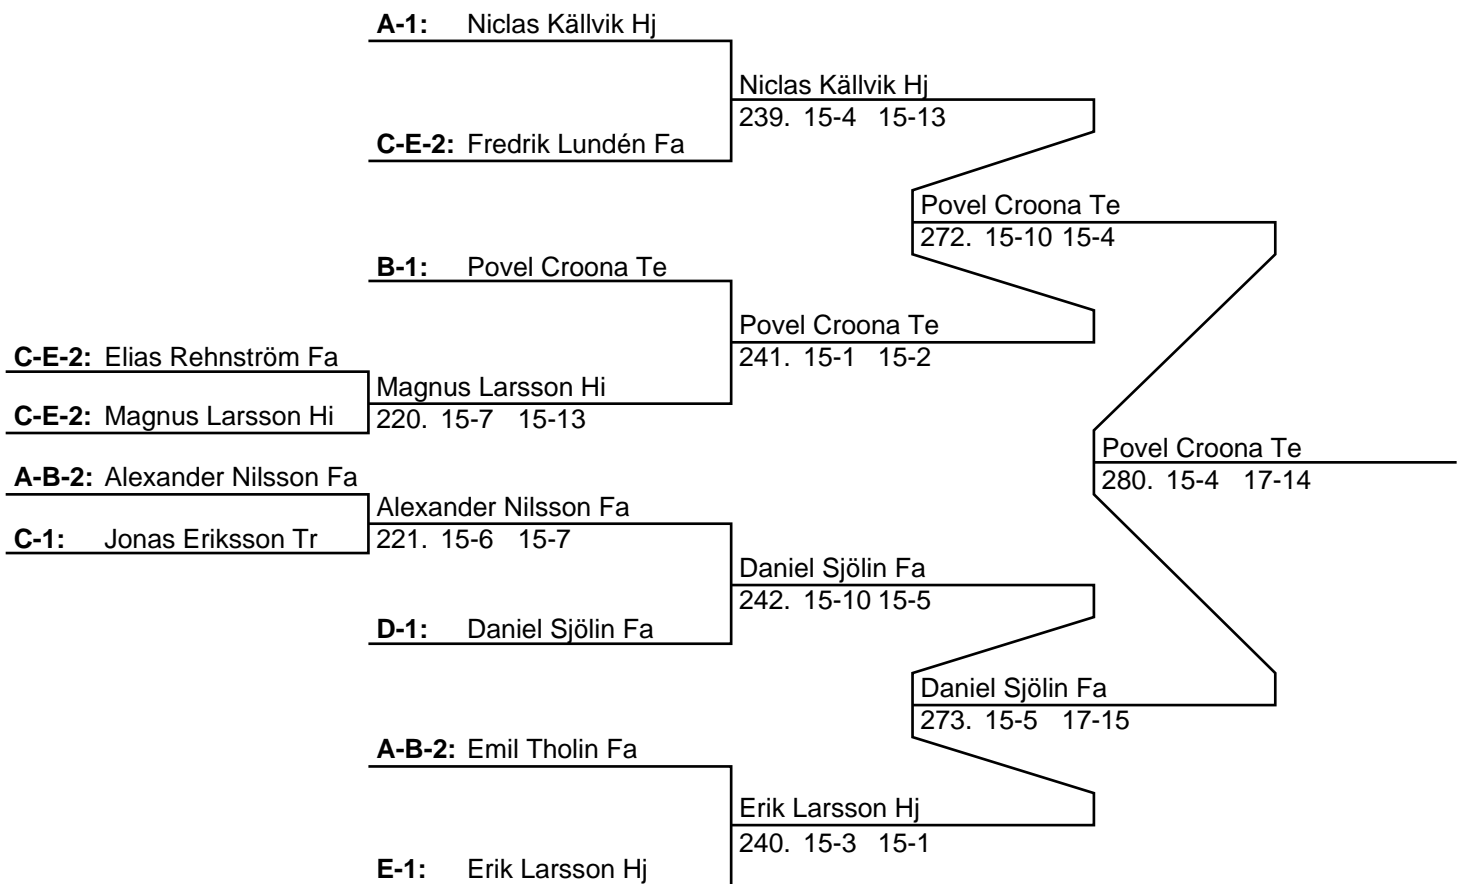 A-1: Niclas Källvik Hj
Niclas Källvik Hj
239. 15-4 15-13
C-E-2: Fredrik Lundén Fa
Povel Croona Te
272. 15-10 15-4
B-1: Povel Croona Te
Povel Croona Te
241. 15-1 15-2
C-E-2: Elias Rehnström Fa
Magnus Larsson Hi
220. 15-7 15-13
C-E-2: Magnus Larsson Hi
Povel Croona Te
280. 15-4 17-14
A-B-2: Alexander Nilsson Fa
Alexander Nilsson Fa
221. 15-6 15-7
C-1: Jonas Eriksson Tr
Daniel Sjölin Fa
242. 15-10 15-5
D-1: Daniel Sjölin Fa
Daniel Sjölin Fa
273. 15-5 17-15
A-B-2: Emil Tholin Fa
Erik Larsson Hj
240. 15-3 15-1
E-1: Erik Larsson Hj